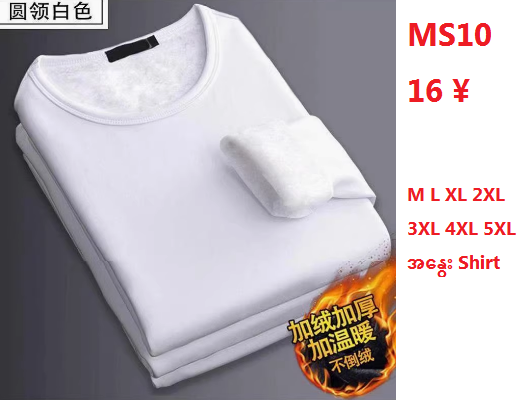 圆领白色
MS10
16 ¥
M L XL 2XL
3XL 4XL 5XL
အနွေး Shirt
加绒加厚
加温暖
不倒绒